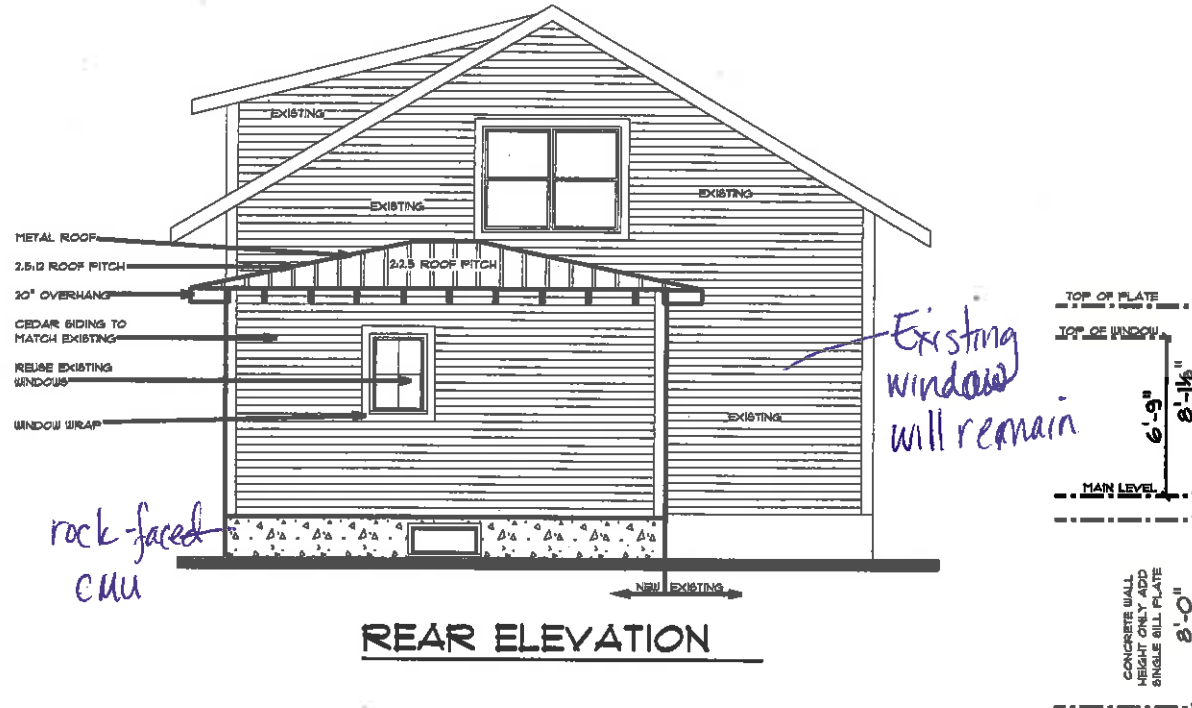 EXISTING
EXISTING
EXISTING
METAL ROOF
2.5:12 ROOF PITCH
2:2.5 ROOF PITCH
20" OVERHANG
CEDAR SIDING TO
MATCH EXISTING
REUSE EXISTING
WINDOWS
WINDOW WRAP
EXISTING
Existing
window
will remain
rock-faced
CMU
NEW
EXISTING
REAR ELEVATION
TOP OF PLATE
TOP OF WINDOW
6'-9"
8'-1⅛"
MAIN LEVEL
CONCRETE WALL
HEIGHT ONLY ADD
SINGLE SILL PLATE
8'-0"